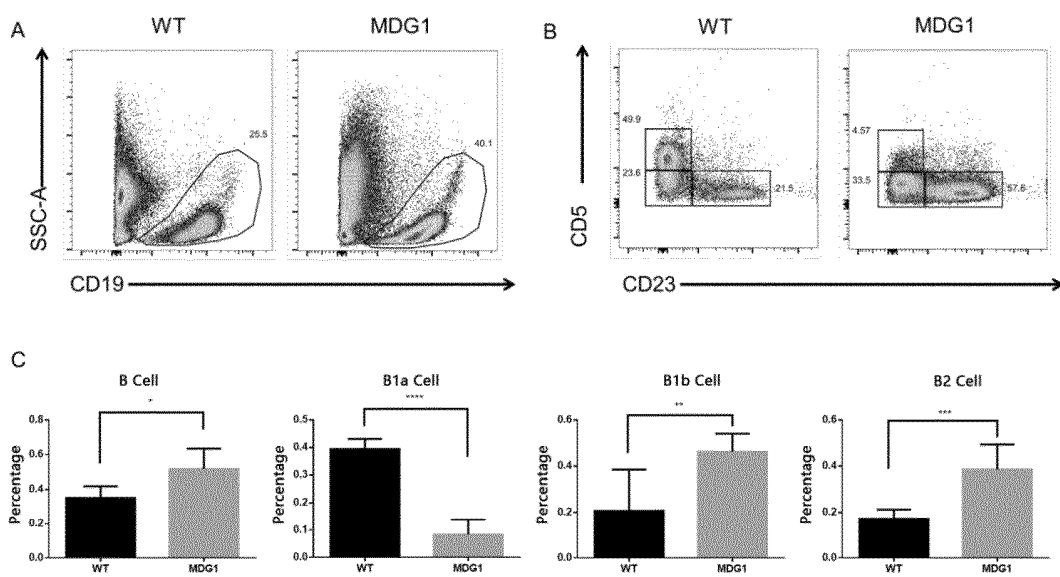 A
WT
MDG1
25.5
40.1
SSC-A
CD19
B
WT
MDG1
49.9
23.6
21.5
4.57
33.5
57.6
CD5
CD23
C
B Cell
*
Percentage
0.8
0.6
0.4
0.2
0.0
WT
MDG1
B1a Cell
****
Percentage
0.5
0.4
0.3
0.2
0.1
0.0
WT
MDG1
B1b Cell
**
Percentage
0.6
0.4
0.2
0.0
WT
MDG1
B2 Cell
***
Percentage
0.6
0.4
0.2
0.0
WT
MDG1